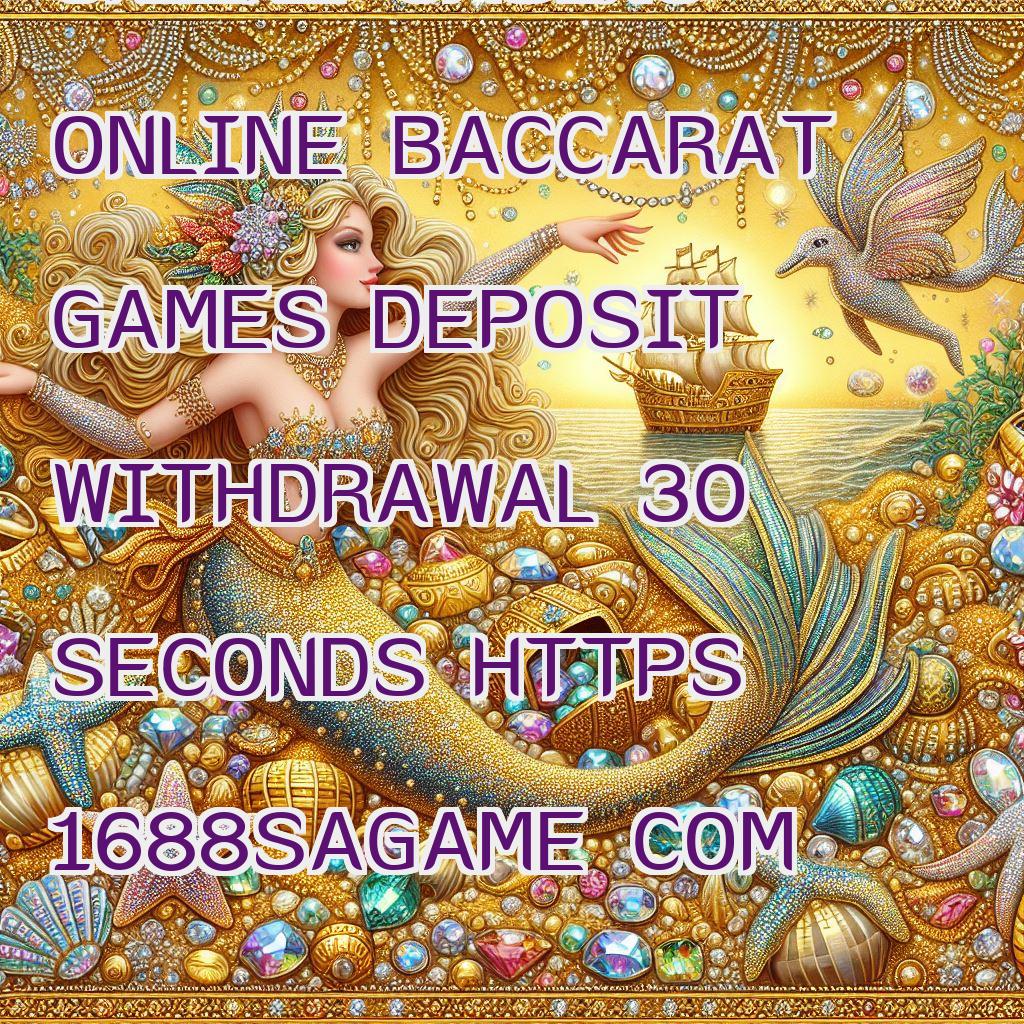 ONLINE BACCARAT
GAMES DEPOSIT
WITHDRAWAL 30
SECONDS HTTPS
1688SAGAME COM